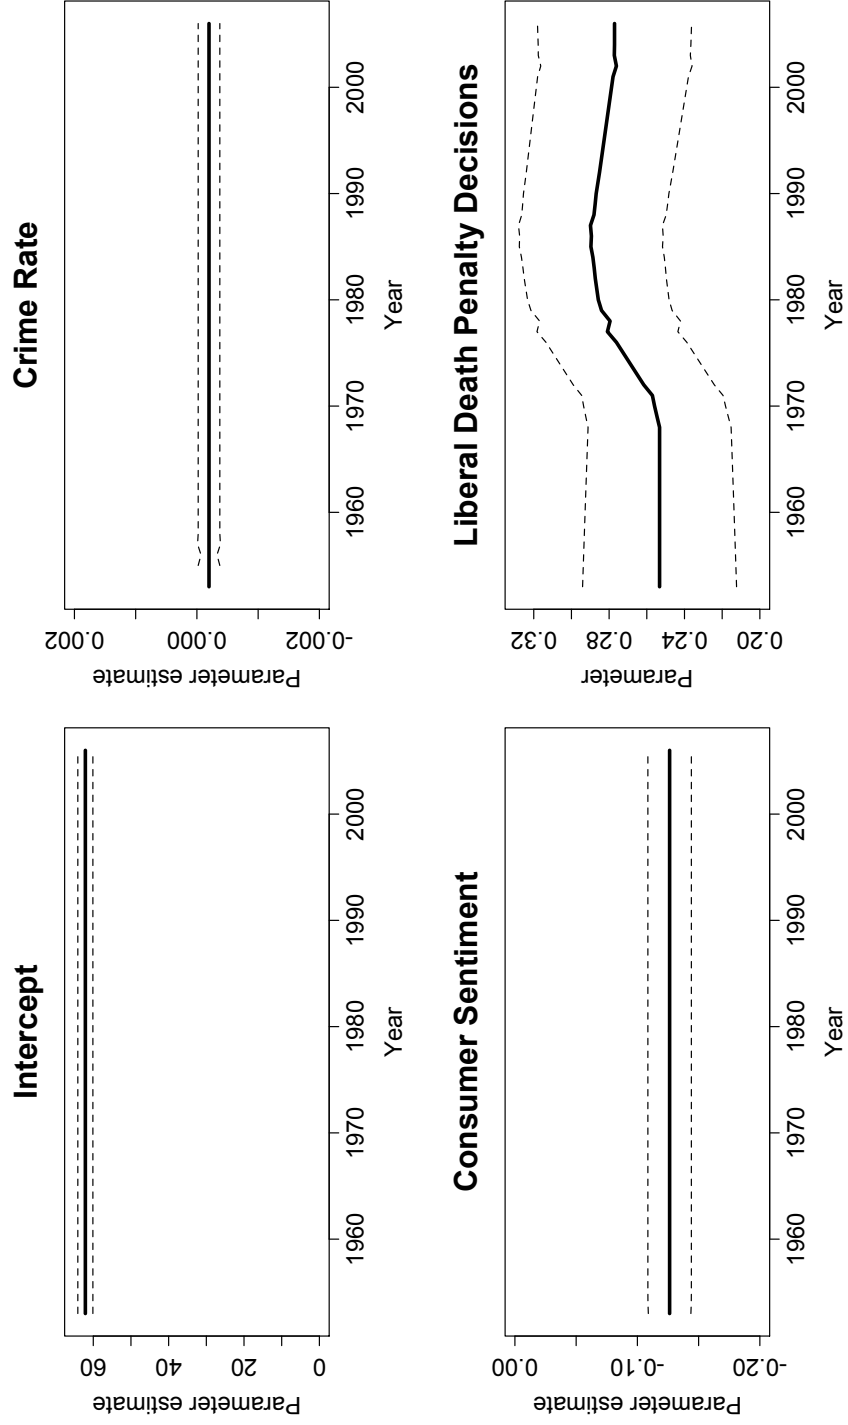 Intercept
Parameter estimate
0 20 40 60
1960 1970 1980 1990 2000
Year
Crime Rate
Parameter estimate
-0.002 0.000 0.002
1960 1970 1980 1990 2000
Year
Consumer Sentiment
Parameter estimate
-0.20 -0.10 0.00
1960 1970 1980 1990 2000
Year
Liberal Death Penalty Decisions
Parameter
0.20 0.24 0.28 0.32
1960 1970 1980 1990 2000
Year